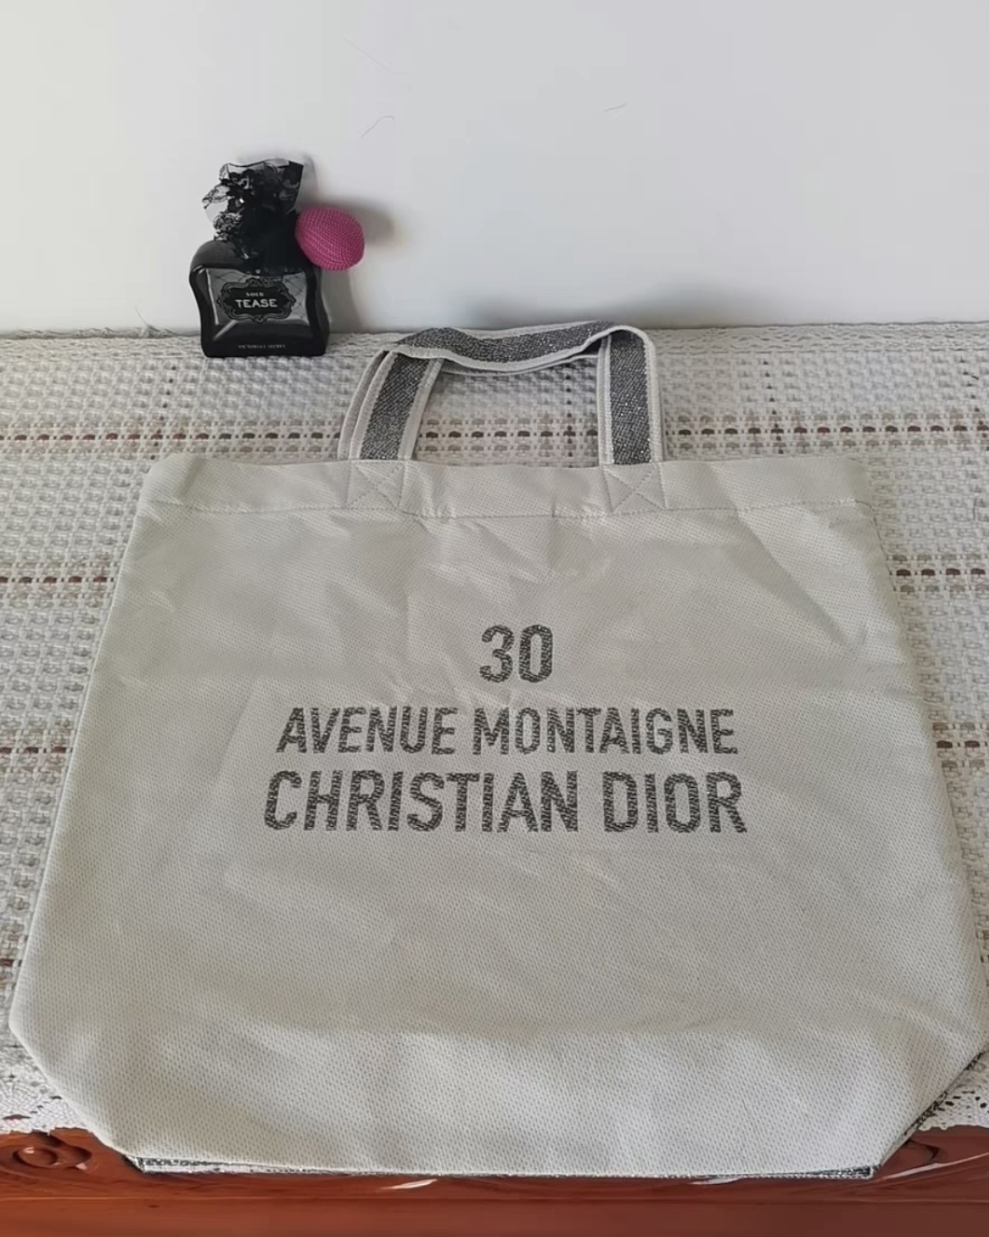 TEASE
30
AVENUE MONTAIGNE
CHRISTIAN DIOR